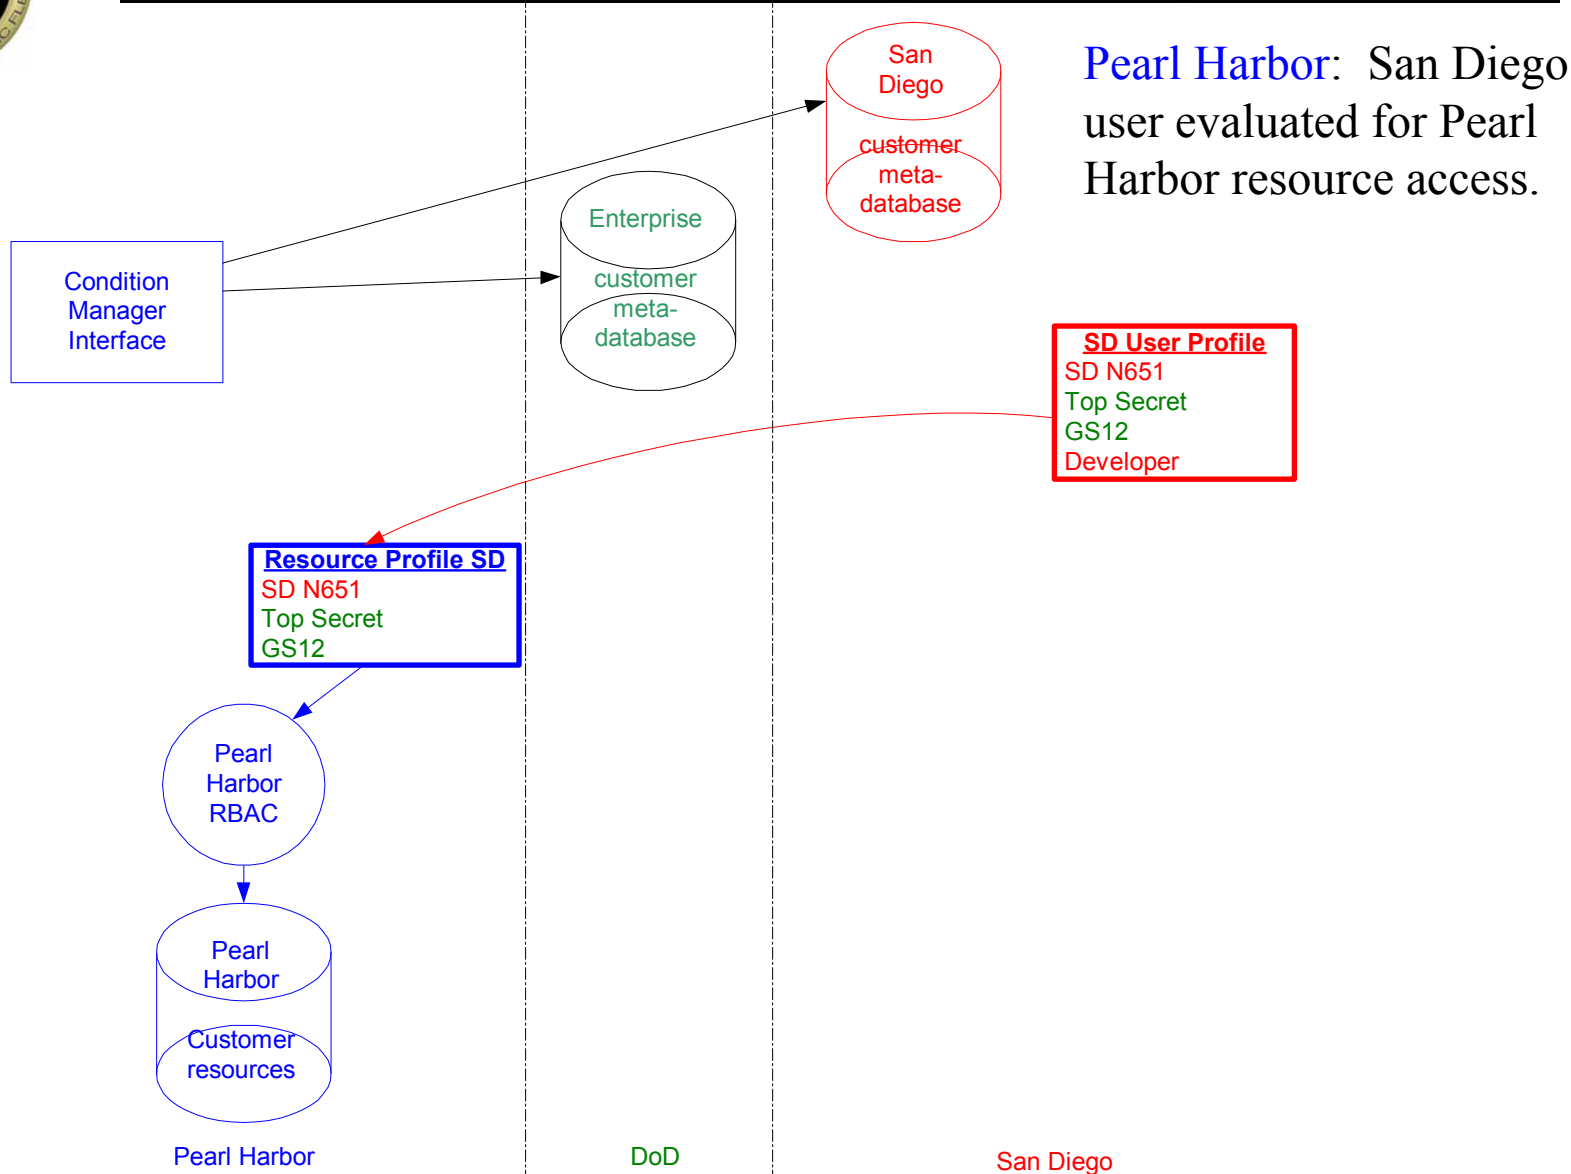 San
Diego
customer
meta-
database
Pearl Harbor: San Diego
user evaluated for Pearl
Harbor resource access.
Enterprise
customer
meta-
database
Condition
Manager
Interface
SD User Profile
SD N651
Top Secret
GS12
Developer
Resource Profile SD
SD N651
Top Secret
GS12
Pearl
Harbor
RBAC
Pearl
Harbor
Customer
resources
Pearl Harbor
DoD
San Diego